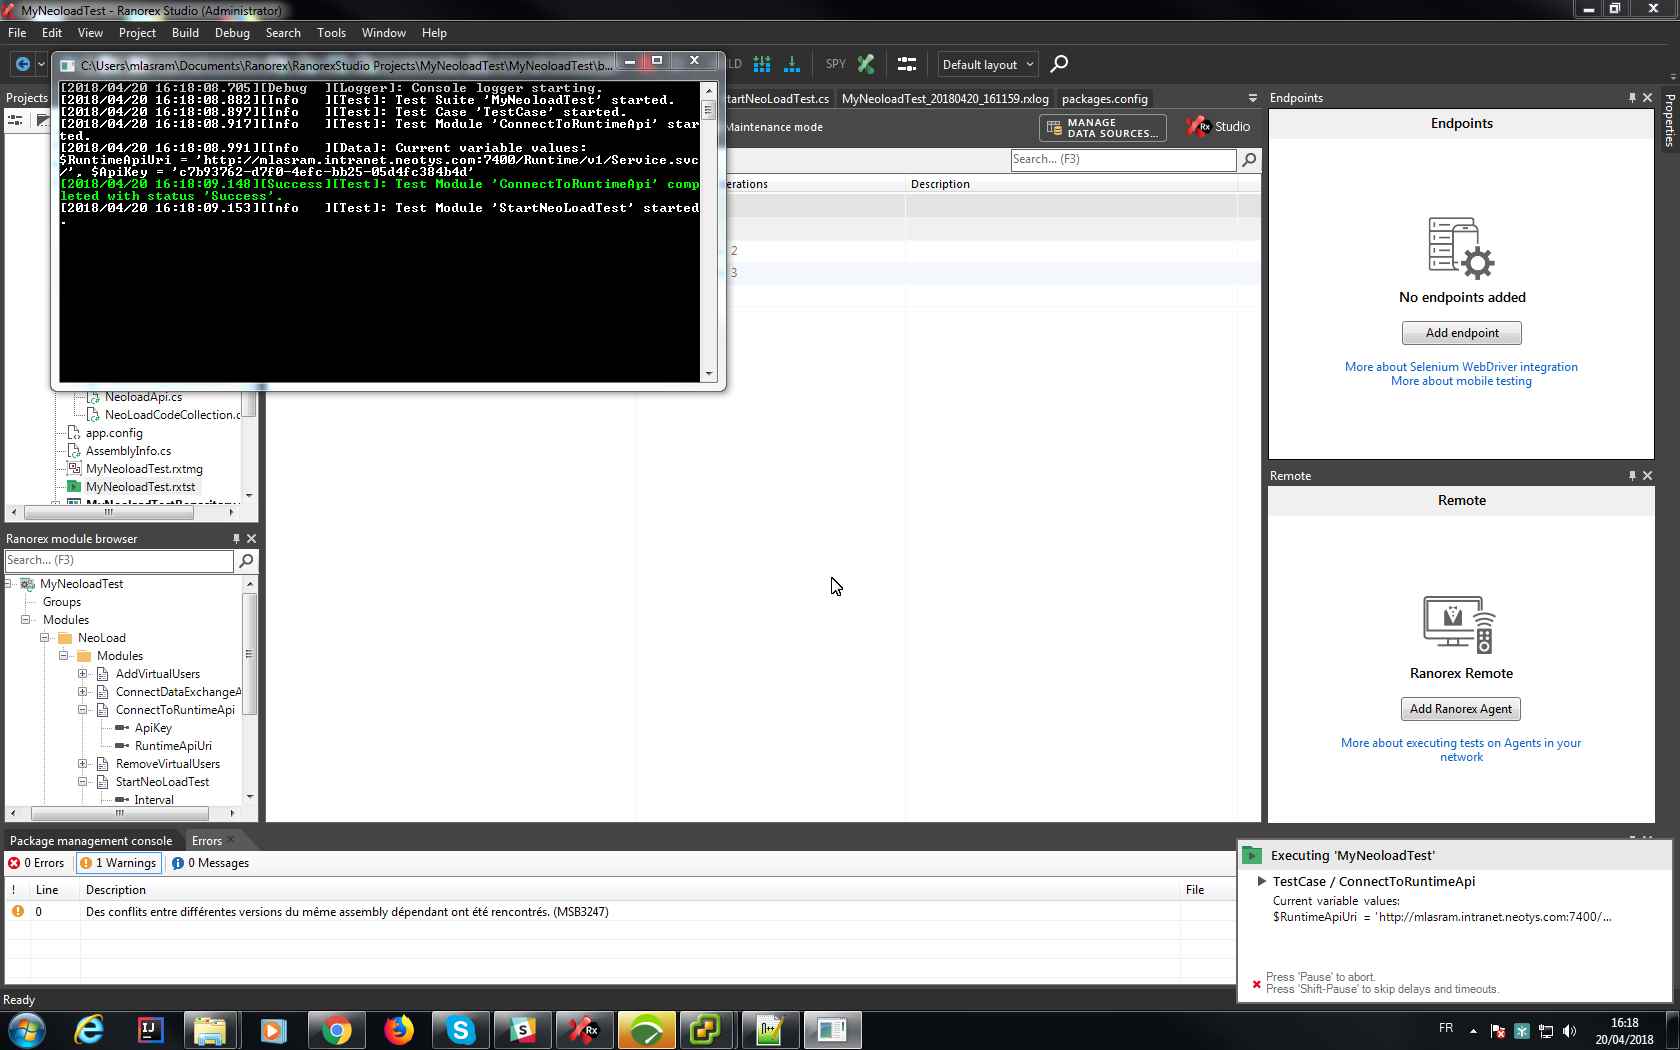 MyNeoloadTest - Ranorex Studio (Administrator)
File Edit View Project Build Debug Search Tools Window Help
C:\Users\mlasram\Documents\Ranorex\RanorexStudio Projects\MyNeoloadTest\MyNeoloadTest\b...
LD SPY Default layout
[2018/04/20 16:18:08.705][Debug ][Logger]: Console logger starting.
[2018/04/20 16:18:08.882][Info ][Test]: Test Suite 'MyNeoloadTest' started.
[2018/04/20 16:18:08.897][Info ][Test]: Test Case 'TestCase' started.
[2018/04/20 16:18:08.917][Info ][Test]: Test Module 'ConnectToRuntimeApi' star
ted.
[2018/04/20 16:18:08.991][Info ][Data]: Current variable values:
$RuntimeApiUri = 'http://mlasram.intranet.neotys.com:7400/Runtime/v1/Service.svc
/', $ApiKey = 'c7b93762-d7f0-4efc-bb25-05d4fc384b4d'
[2018/04/20 16:18:09.148][Success][Test]: Test Module 'ConnectToRuntimeApi' comp
leted with status 'Success'.
[2018/04/20 16:18:09.153][Info ][Test]: Test Module 'StartNeoLoadTest' started
.
Projects
tartNeoLoadTest.cs MyNeoloadTest_20180420_161159.rxlog packages.config
Maintenance mode MANAGE DATA SOURCES... Rx Studio
Search... (F3)
erations Description
2
3
NeoloadApi.cs
NeoLoadCodeCollection.c
app.config
AssemblyInfo.cs
MyNeoloadTest.rxtmg
MyNeoloadTest.rxtst
MyNeoloadTestRepository
Ranorex module browser
Search... (F3)
MyNeoloadTest
Groups
Modules
NeoLoad
Modules
AddVirtualUsers
ConnectDataExchangeA
ConnectToRuntimeApi
ApiKey
RuntimeApiUri
RemoveVirtualUsers
StartNeoLoadTest
Interval
Endpoints
Endpoints
No endpoints added
Add endpoint
More about Selenium WebDriver integration
More about mobile testing
Properties
Remote
Remote
Ranorex Remote
Add Ranorex Agent
More about executing tests on Agents in your
network
Package management console Errors
0 Errors 1 Warnings 0 Messages
! Line Description File
0 Des conflits entre différentes versions du même assembly dépendant ont été rencontrés. (MSB3247)
Executing 'MyNeoloadTest'
TestCase / ConnectToRuntimeApi
Current variable values:
$RuntimeApiUri = 'http://mlasram.intranet.neotys.com:7400/...
Press 'Pause' to abort.
Press 'Shift-Pause' to skip delays and timeouts.
Ready
FR
16:18
20/04/2018